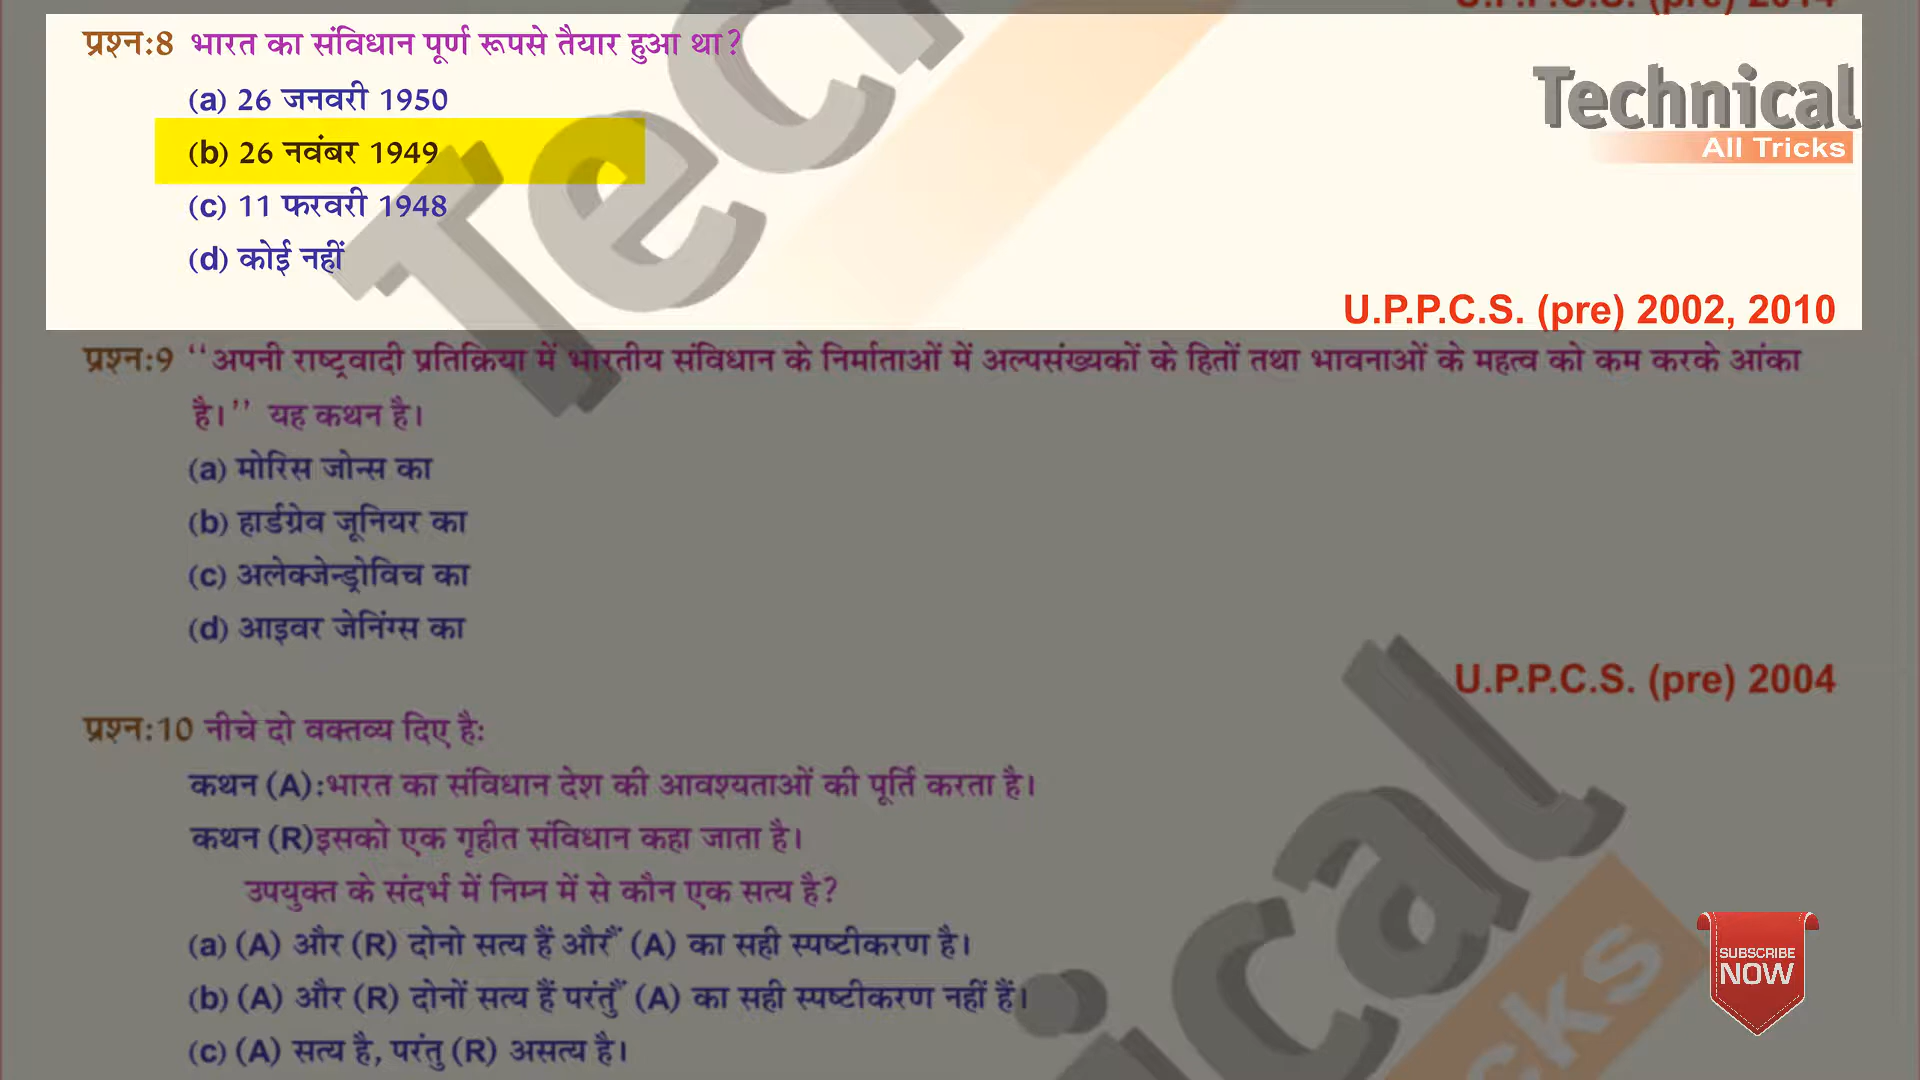 प्रश्न:8 भारत का संविधान पूर्ण रूपसे तैयार हुआ था?
(a) 26 जनवरी 1950
(b) 26 नवंबर 1949
(c) 11 फरवरी 1948
(d) कोई नहीं
Technical
All Tricks
U.P.P.C.S. (pre) 2002, 2010
प्रश्न:9 ‘‘अपनी राष्ट्रवादी प्रतिक्रिया में भारतीय संविधान के निर्माताओं में अल्पसंख्यकों के हितों तथा भावनाओं के महत्व को कम करके आंका
है।’’ यह कथन है।
(a) मोरिस जोन्स का
(b) हार्डग्रेव जूनियर का
(c) अलेक्जेन्ड्रोविच का
(d) आइवर जेनिंग्स का
U.P.P.C.S. (pre) 2004
प्रश्न:10 नीचे दो वक्तव्य दिए है:
कथन (A):भारत का संविधान देश की आवश्यताओं की पूर्ति करता है।
कथन (R)इसको एक गृहीत संविधान कहा जाता है।
उपयुक्त के संदर्भ में निम्न में से कौन एक सत्य है?
(a) (A) और (R) दोनो सत्य हैं औरैं (A) का सही स्पष्टीकरण है।
(b) (A) और (R) दोनों सत्य हैं परंतुँ (A) का सही स्पष्टीकरण नहीं हैं।
(c) (A) सत्य है, परंतु (R) असत्य है।
SUBSCRIBE
NOW